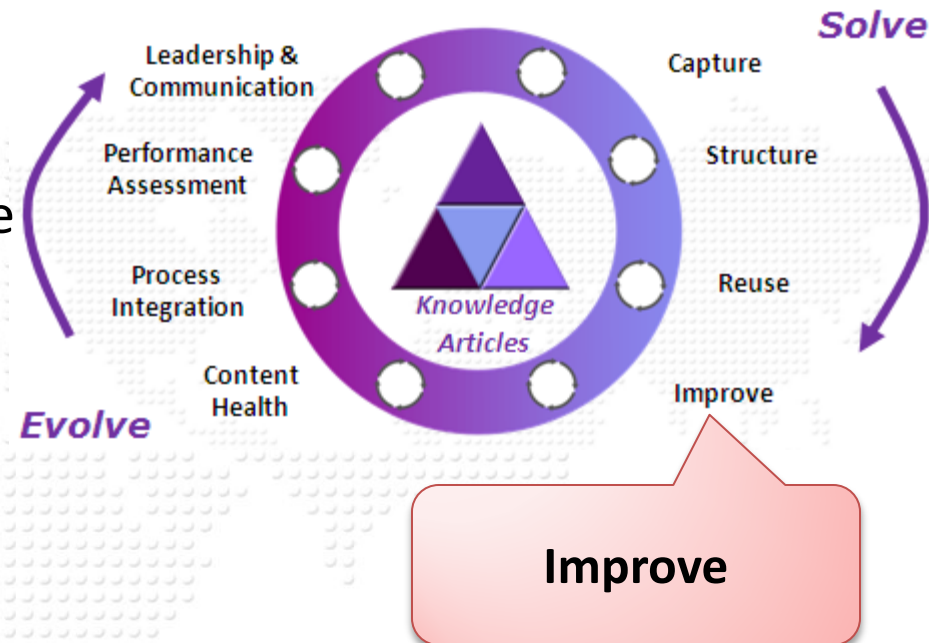 Solve
Leadership &
Communication
Capture
Performance
Assessment
Structure
e
Process
Integration
Reuse
Knowledge
Articles
Content
Health
Improve
Evolve
Improve